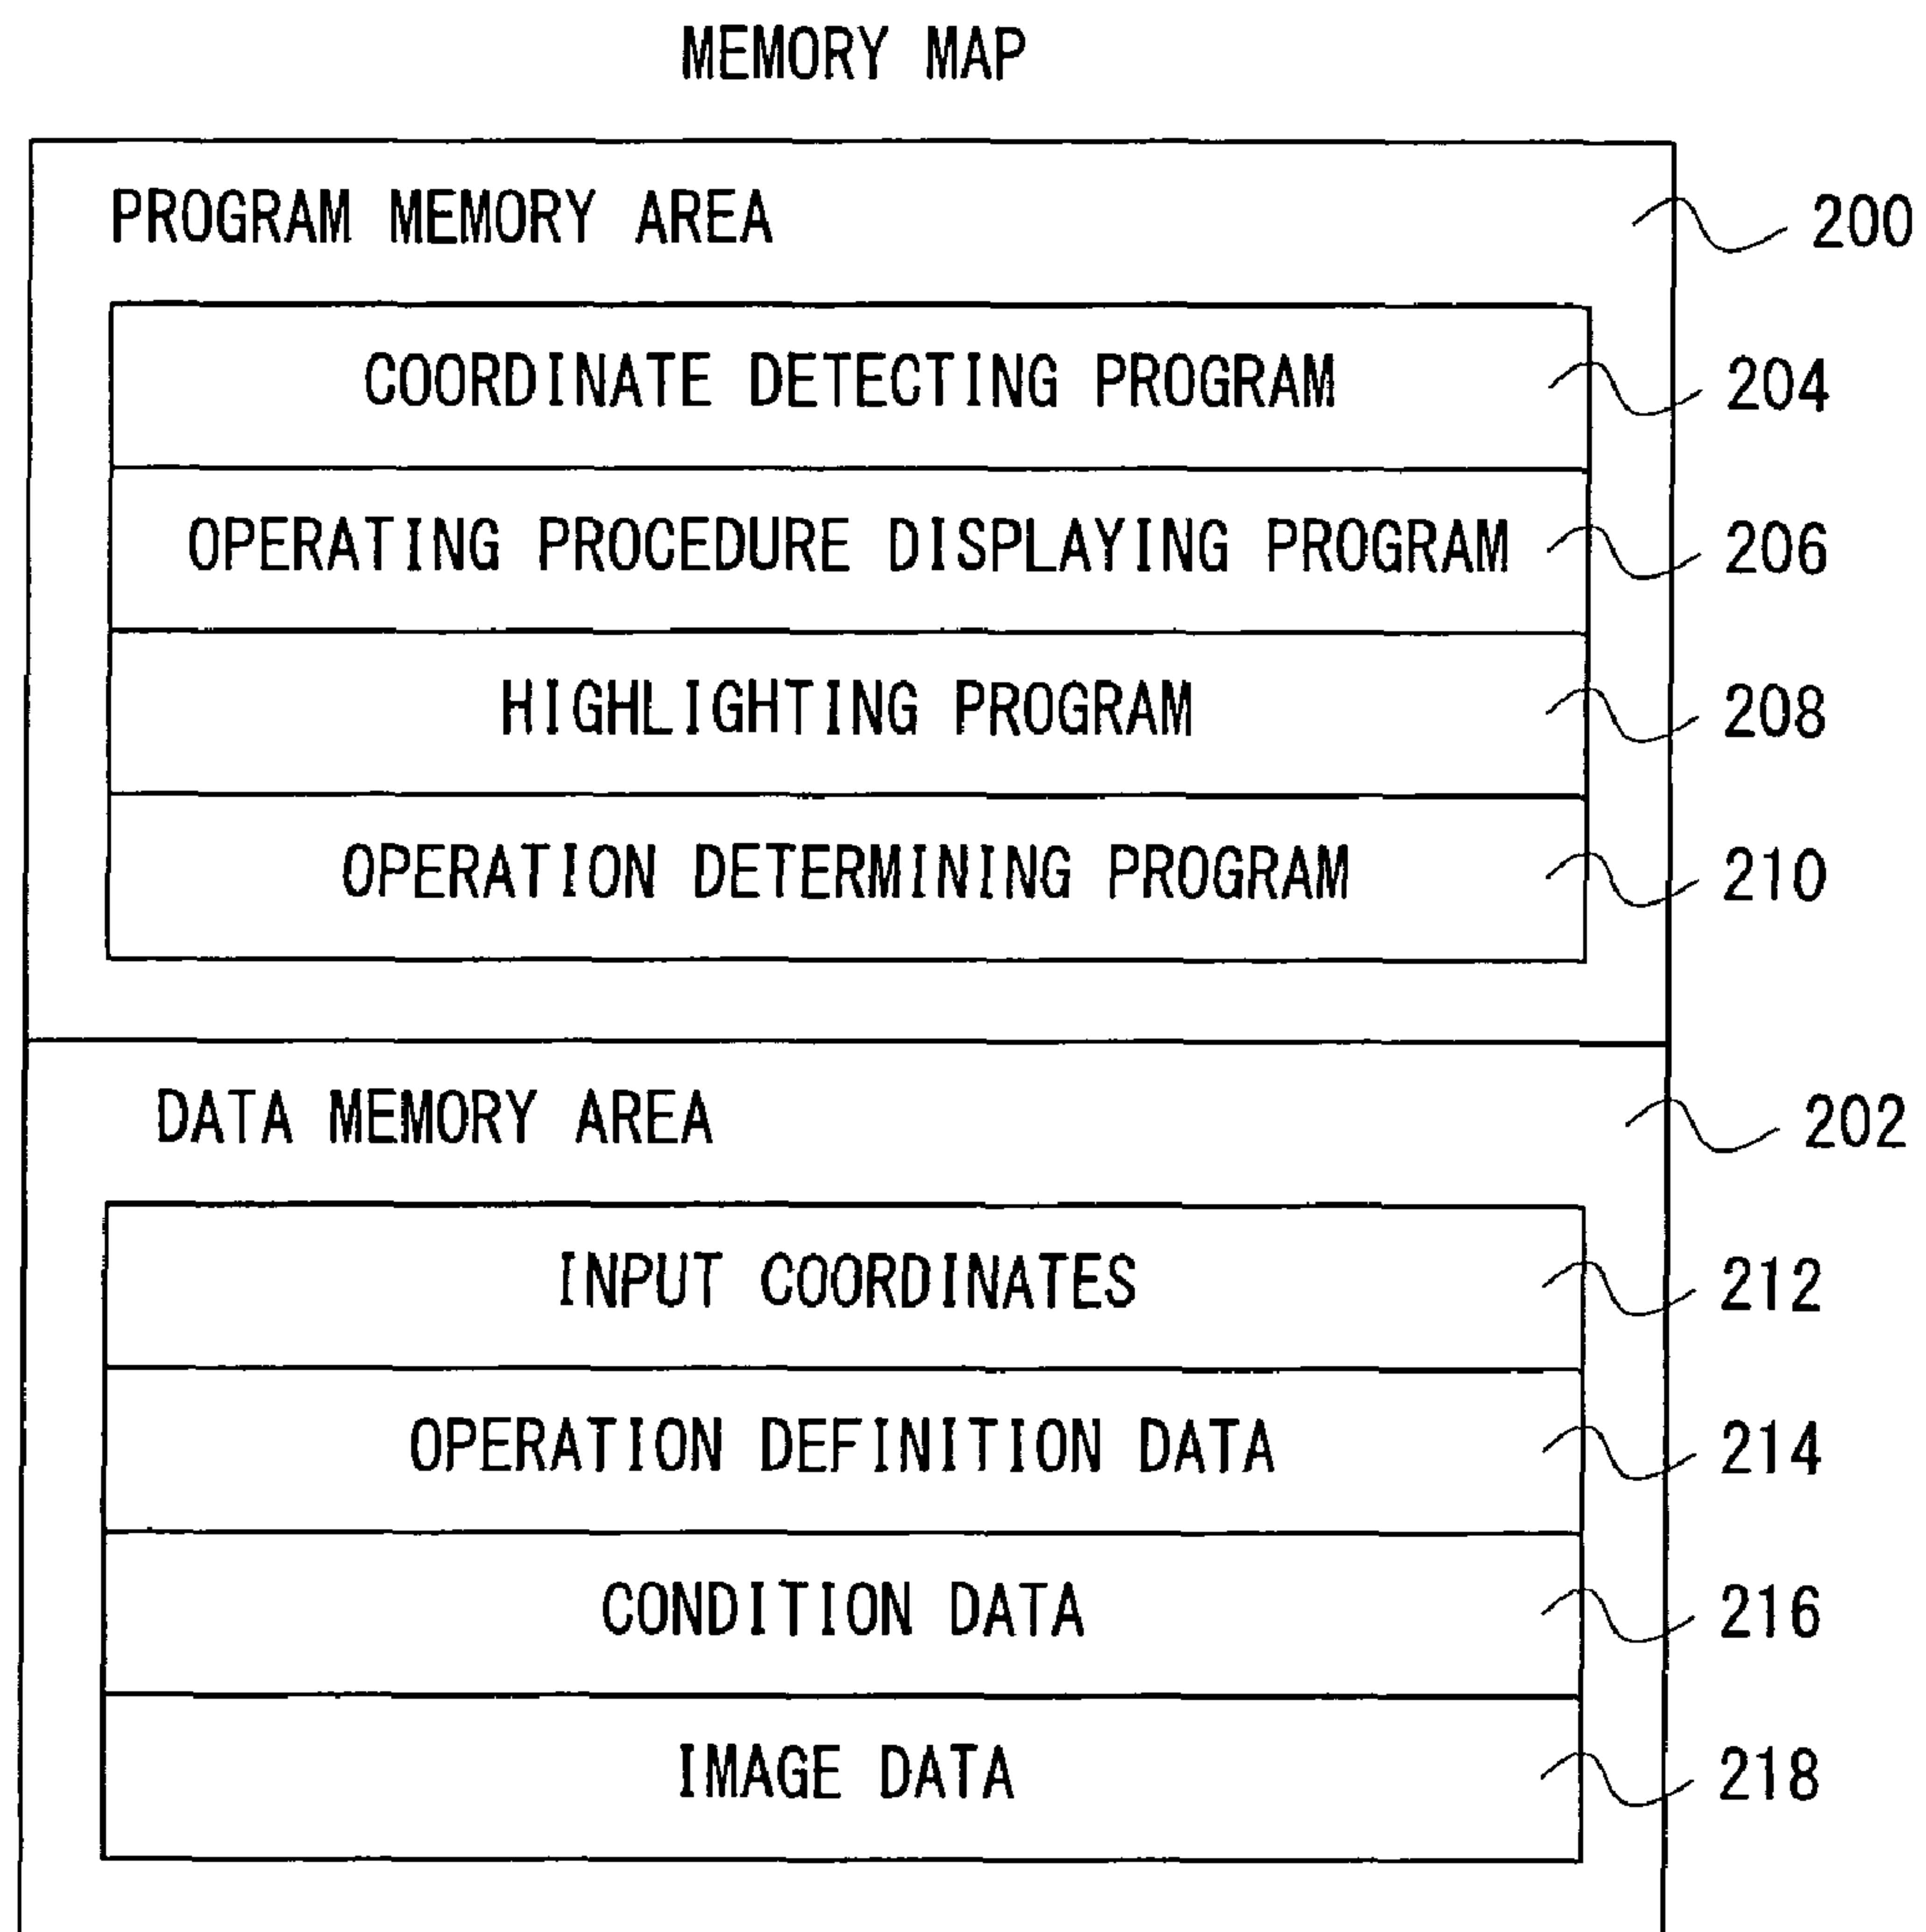 MEMORY MAP
PROGRAM MEMORY AREA 200
COORDINATE DETECTING PROGRAM 204
OPERATING PROCEDURE DISPLAYING PROGRAM 206
HIGHLIGHTING PROGRAM 208
OPERATION DETERMINING PROGRAM 210
DATA MEMORY AREA 202
INPUT COORDINATES 212
OPERATION DEFINITION DATA 214
CONDITION DATA 216
IMAGE DATA 218